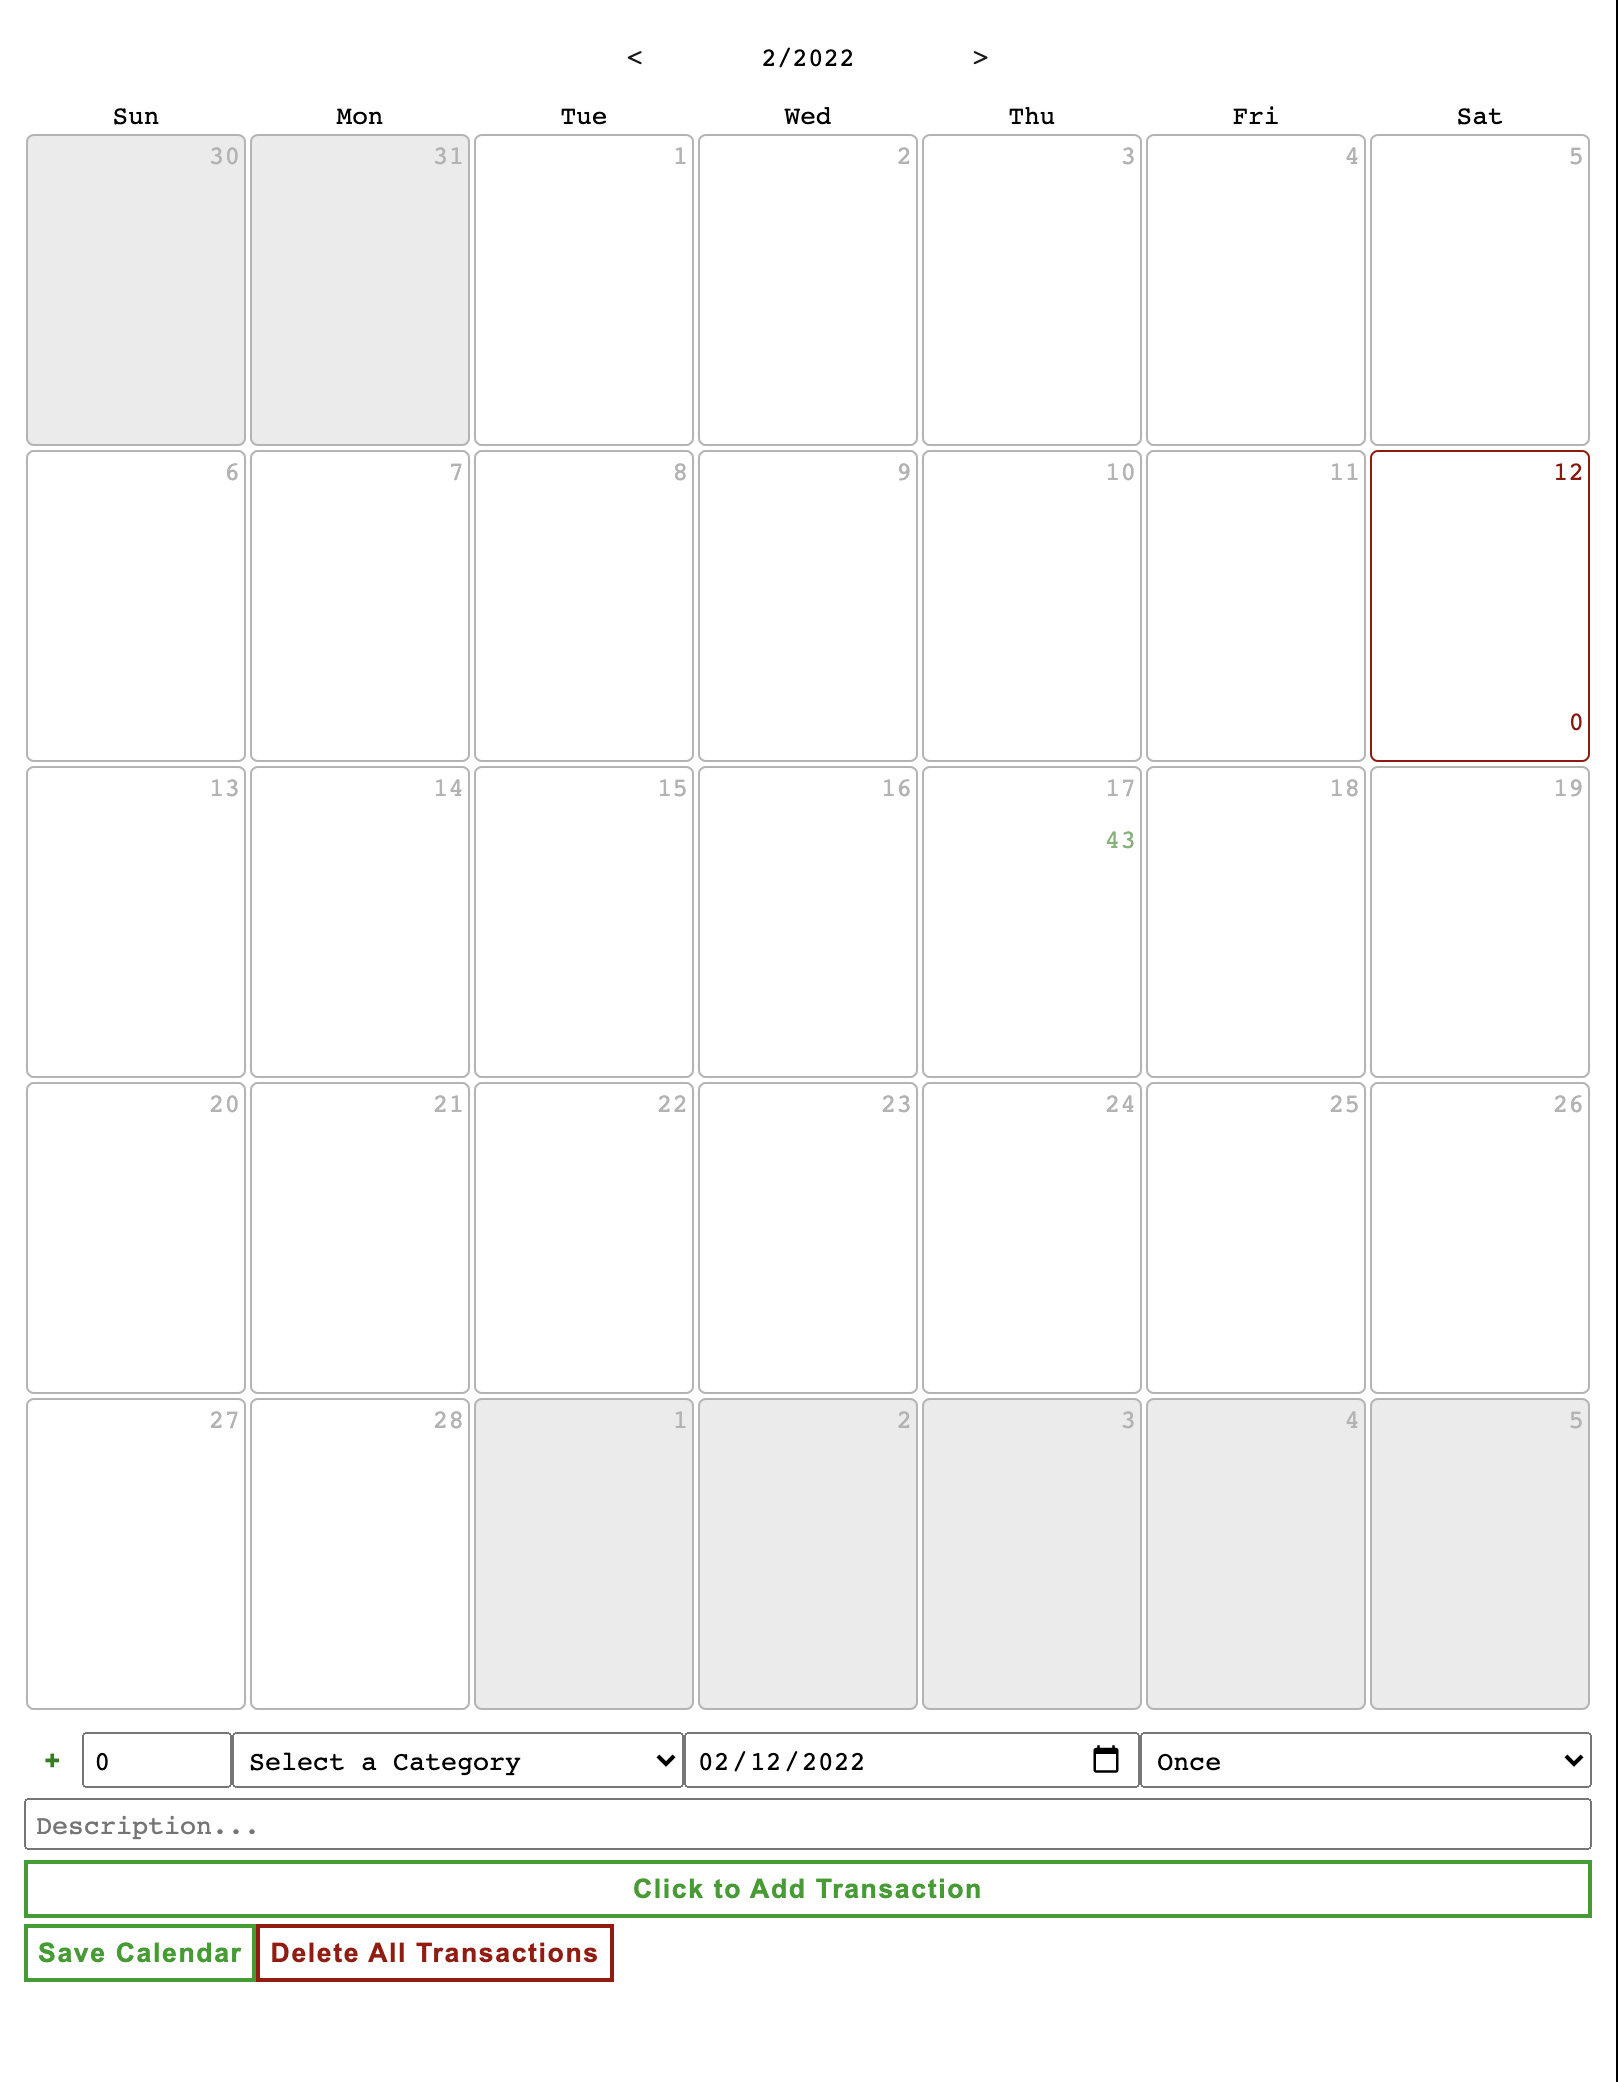 < 2/2022 >
Sun Mon Tue Wed Thu Fri Sat
30 31 1 2 3 4 5
6 7 8 9 10 11 12
0
13 14 15 16 17 18 19
43
20 21 22 23 24 25 26
27 28 1 2 3 4 5
+ 0 Select a Category 02/12/2022 Once
Description...
Click to Add Transaction
Save Calendar Delete All Transactions